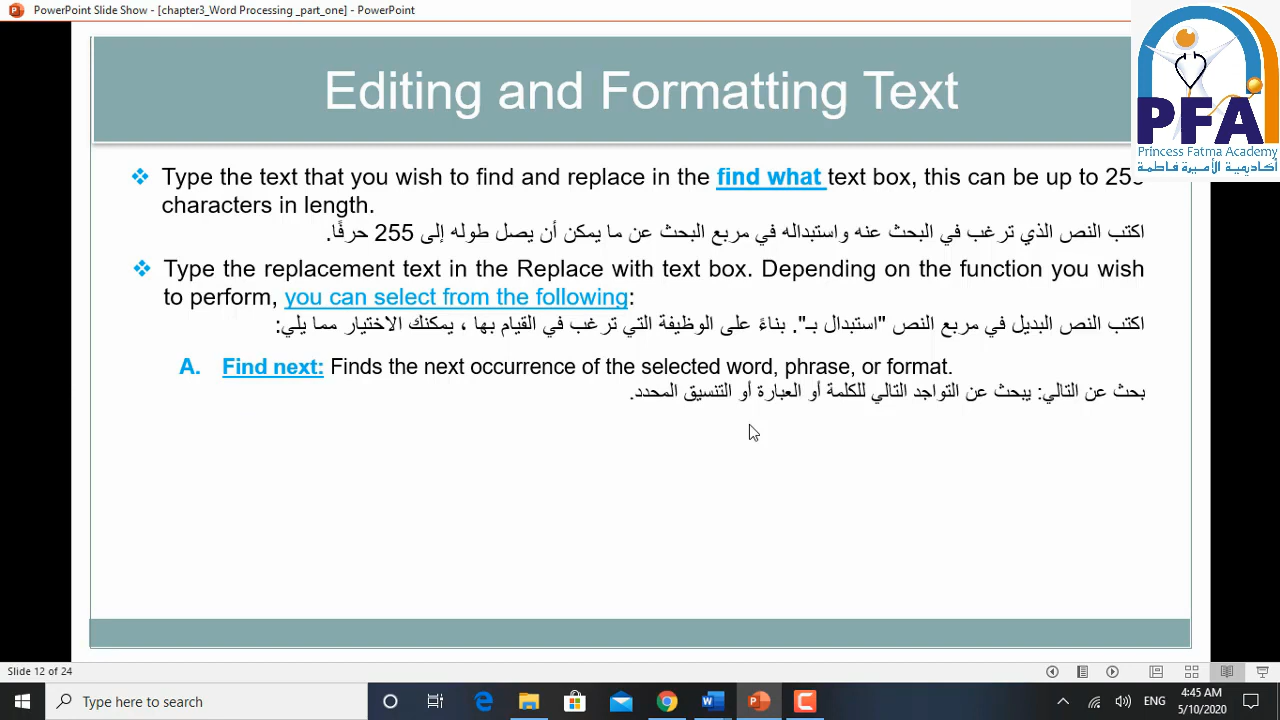 PowerPoint Slide Show - [chapter3_Word Processing _part_one] - PowerPoint
PFA
Princess Fatma Academy
أكاديمية الأميرة فاطمة
Editing and Formatting Text
❖ Type the text that you wish to find and replace in the find what text box, this can be up to 255
characters in length.
اكتب النص الذي ترغب في البحث عنه واستبداله في مربع البحث عن ما يمكن أن يصل طوله إلى 255 حرفًا.
❖ Type the replacement text in the Replace with text box. Depending on the function you wish
to perform, you can select from the following:
اكتب النص البديل في مربع النص "استبدال بـ". بناءً على الوظيفة التي ترغب في القيام بها ، يمكنك الاختيار مما يلي:
A. Find next: Finds the next occurrence of the selected word, phrase, or format.
بحث عن التالي: يبحث عن التواجد التالي للكلمة أو العبارة أو التنسيق المحدد.
Slide 12 of 24
Type here to search
ENG
4:45 AM
5/10/2020